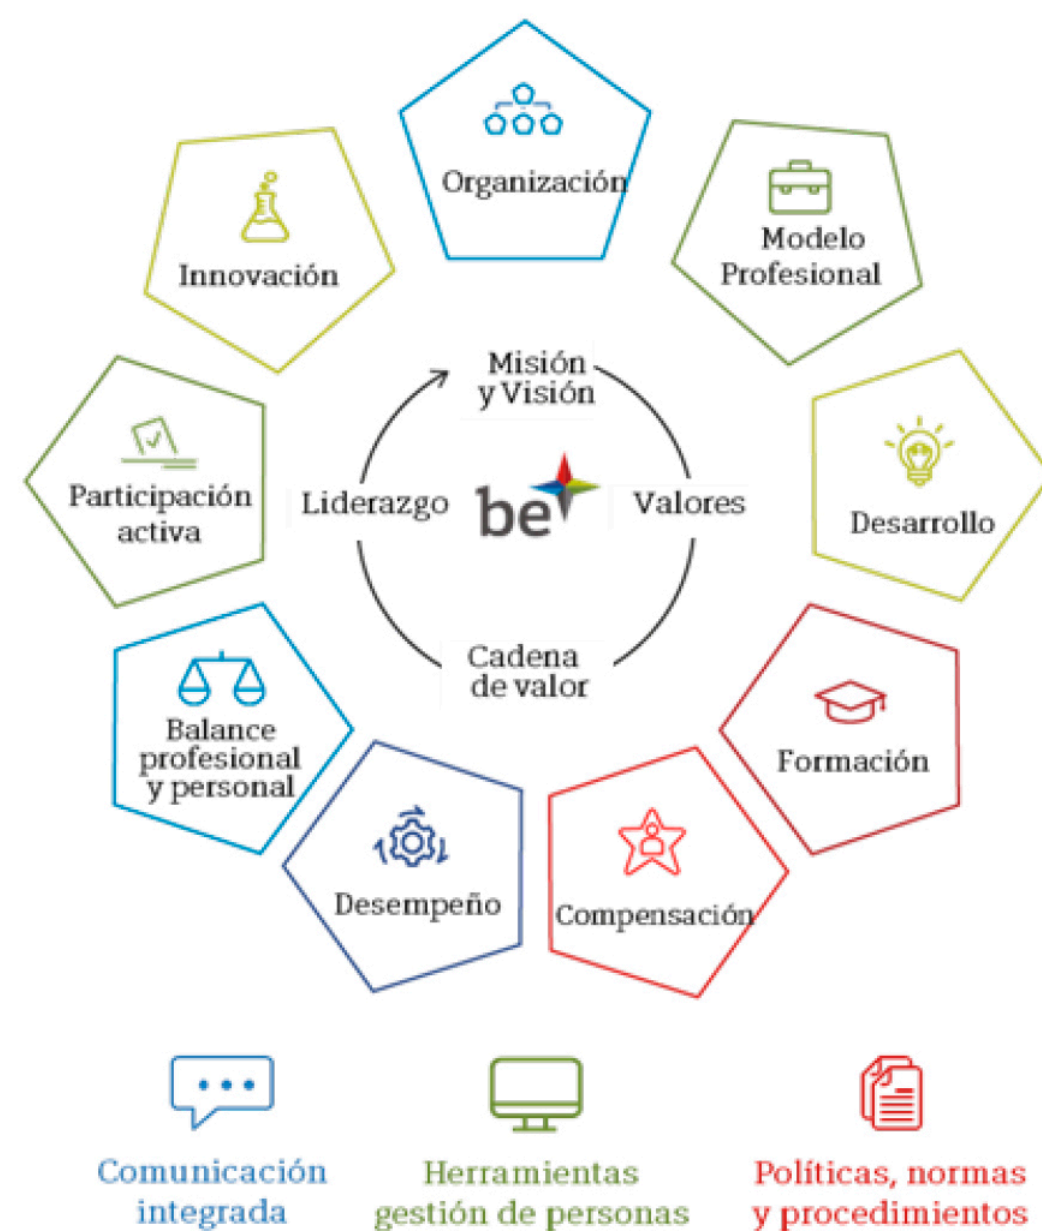 Organización
Modelo
Profesional
Innovación
Misión
y Visión
Participación
activa
Liderazgo
be
Valores
Desarrollo
Cadena
de valor
Balance
profesional
y personal
Formación
Desempeño
Compensación
Comunicación
integrada
Herramientas
gestión de personas
Políticas, normas
y procedimientos